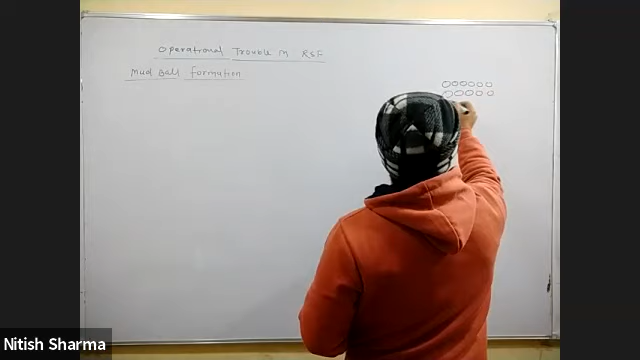 Operational Trouble in RSF
Mud Ball formation
Nitish Sharma